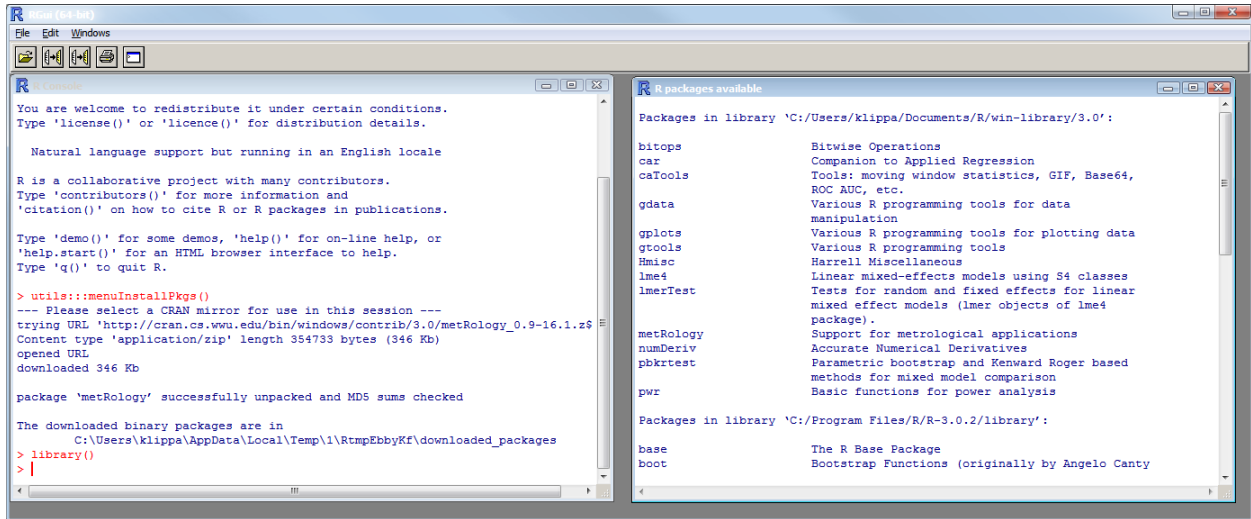 RGui (64-bit)
File Edit Windows
R Console
You are welcome to redistribute it under certain conditions.
Type 'license()' or 'licence()' for distribution details.
Natural language support but running in an English locale
R is a collaborative project with many contributors.
Type 'contributors()' for more information and
'citation()' on how to cite R or R packages in publications.
Type 'demo()' for some demos, 'help()' for on-line help, or
'help.start()' for an HTML browser interface to help.
Type 'q()' to quit R.
> utils:::menuInstallPkgs()
--- Please select a CRAN mirror for use in this session ---
trying URL 'http://cran.cs.wwu.edu/bin/windows/contrib/3.0/metRology_0.9-16.1.z$
Content type 'application/zip' length 354733 bytes (346 Kb)
opened URL
downloaded 346 Kb
package ‘metRology’ successfully unpacked and MD5 sums checked
The downloaded binary packages are in
C:\Users\klippa\AppData\Local\Temp\1\RtmpEbbyKf\downloaded_packages
> library()
>
R packages available
Packages in library ‘C:/Users/klippa/Documents/R/win-library/3.0’:
bitops Bitwise Operations
car Companion to Applied Regression
caTools Tools: moving window statistics, GIF, Base64,
ROC AUC, etc.
gdata Various R programming tools for data
manipulation
gplots Various R programming tools for plotting data
gtools Various R programming tools
Hmisc Harrell Miscellaneous
lme4 Linear mixed-effects models using S4 classes
lmerTest Tests for random and fixed effects for linear
mixed effect models (lmer objects of lme4
package).
metRology Support for metrological applications
numDeriv Accurate Numerical Derivatives
pbkrtest Parametric bootstrap and Kenward Roger based
methods for mixed model comparison
pwr Basic functions for power analysis
Packages in library ‘C:/Program Files/R/R-3.0.2/library’:
base The R Base Package
boot Bootstrap Functions (originally by Angelo Canty